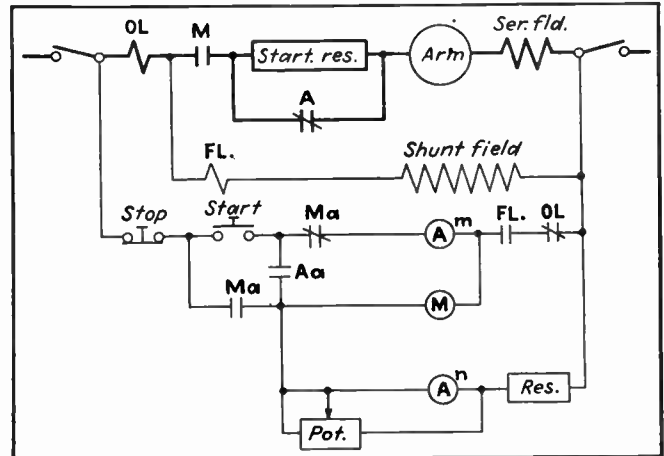 OL
M
Start. res.
Arm
Ser. fld.
A
FL.
Shunt field
Stop
Start
Ma
A m
FL.
OL
Aa
Ma
M
A n
Res.
Pot.